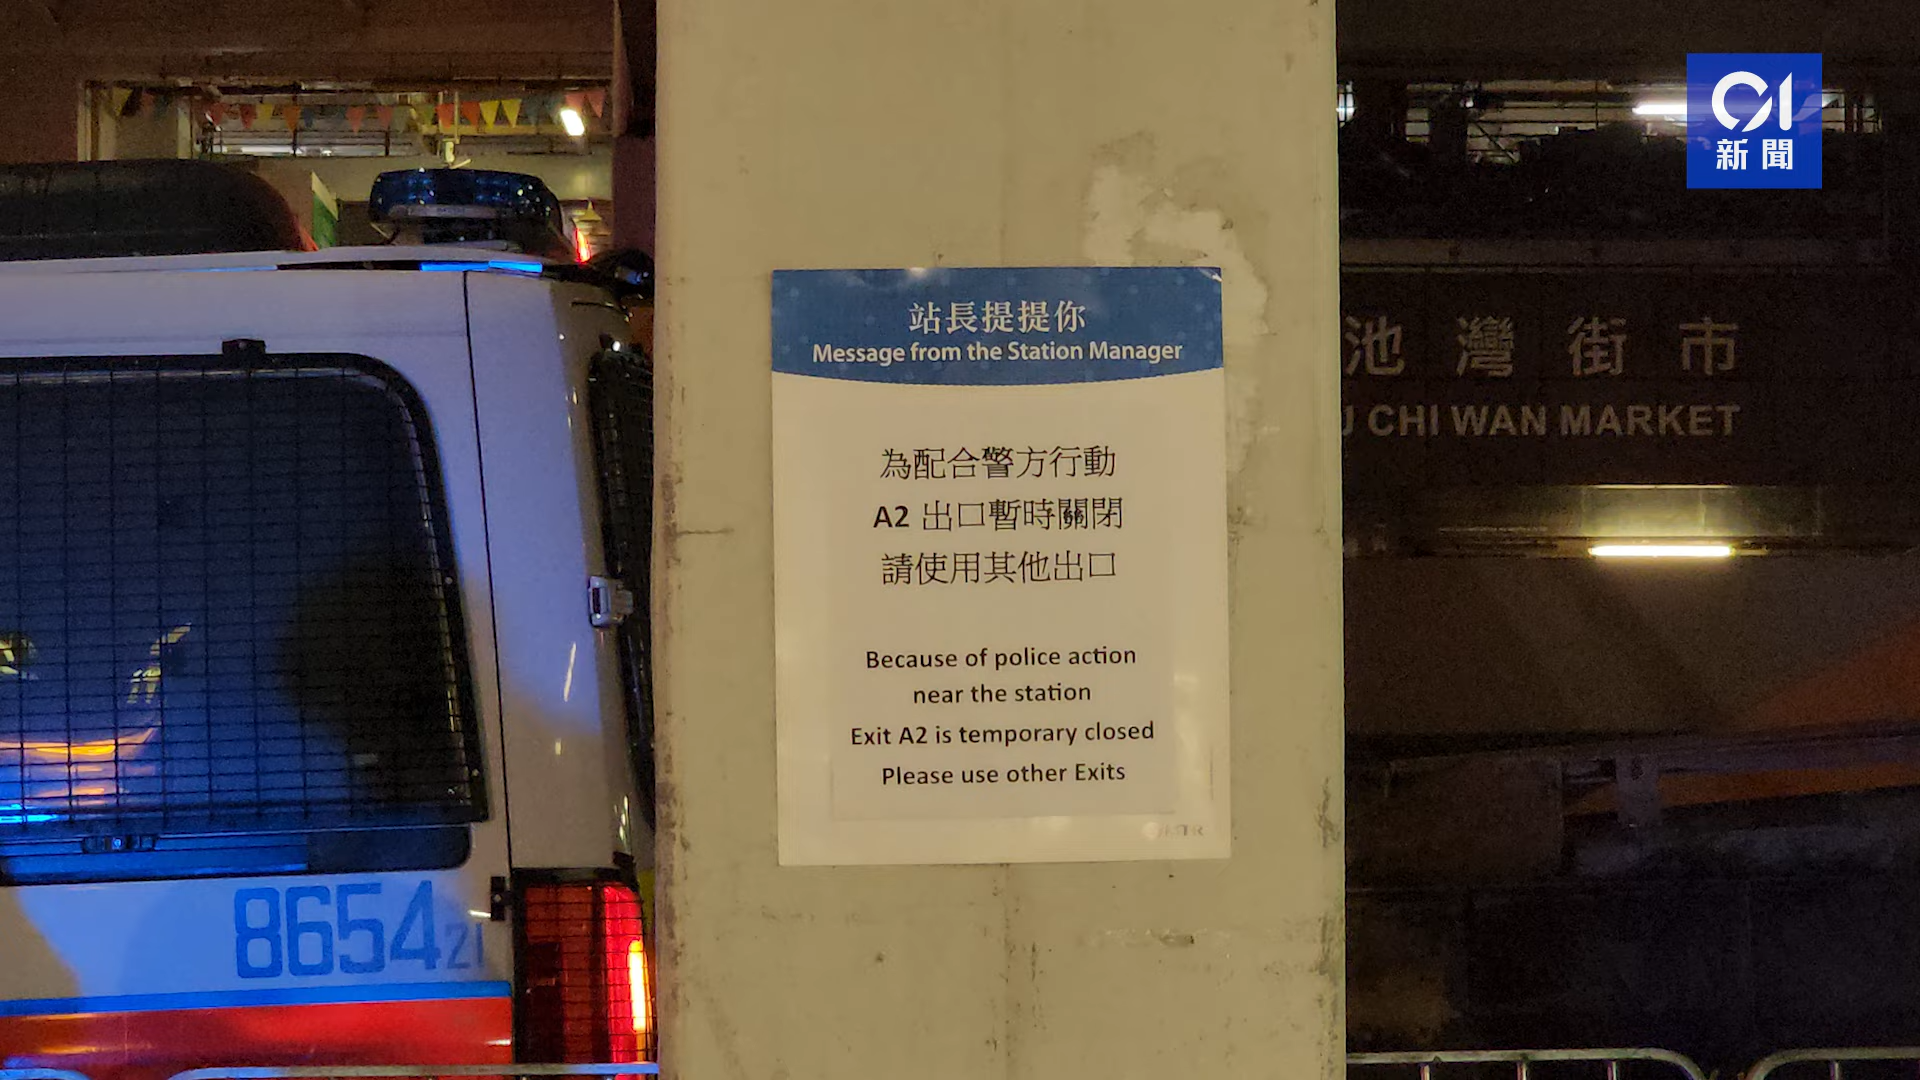 01
新聞
站長提提你
Message from the Station Manager
為配合警方行動
A2 出口暫時關閉
請使用其他出口
Because of police action
near the station
Exit A2 is temporary closed
Please use other Exits
MTR
池灣街市
CHI WAN MARKET
8654
21